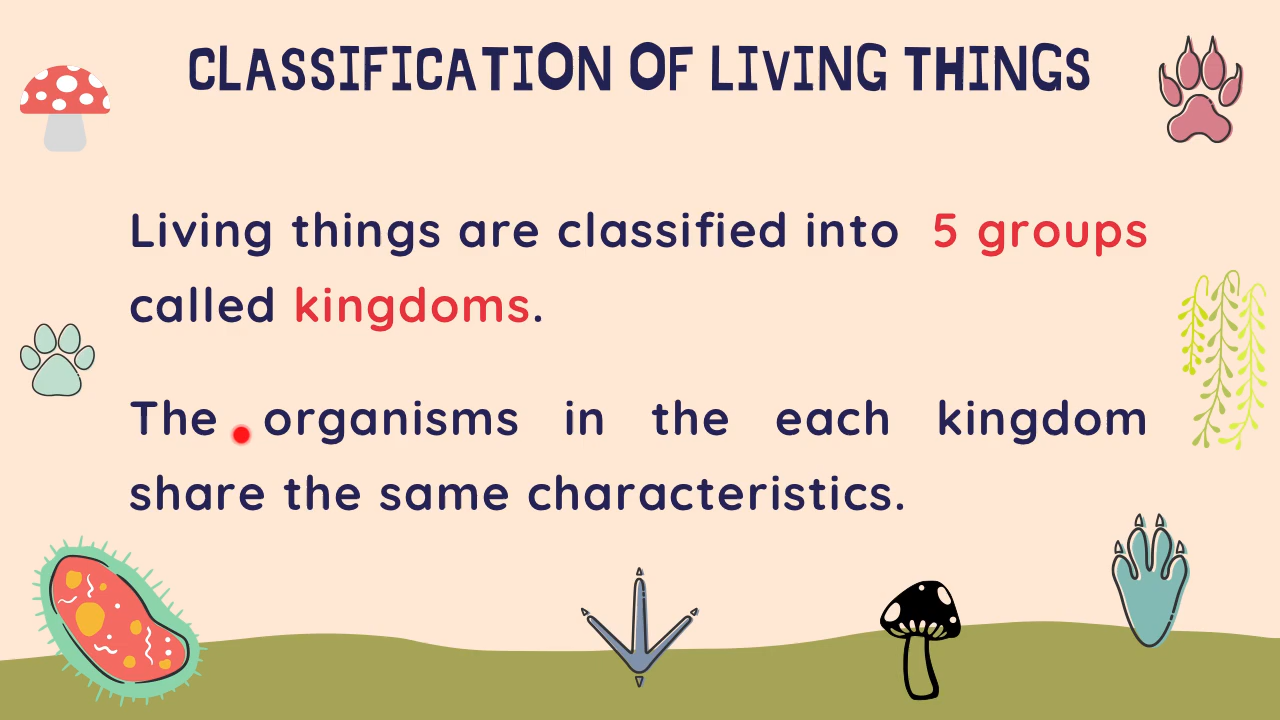 CLASSIFICATION OF LIVING THINGS
Living things are classified into 5 groups
called kingdoms.
The organisms in the each kingdom
share the same characteristics.